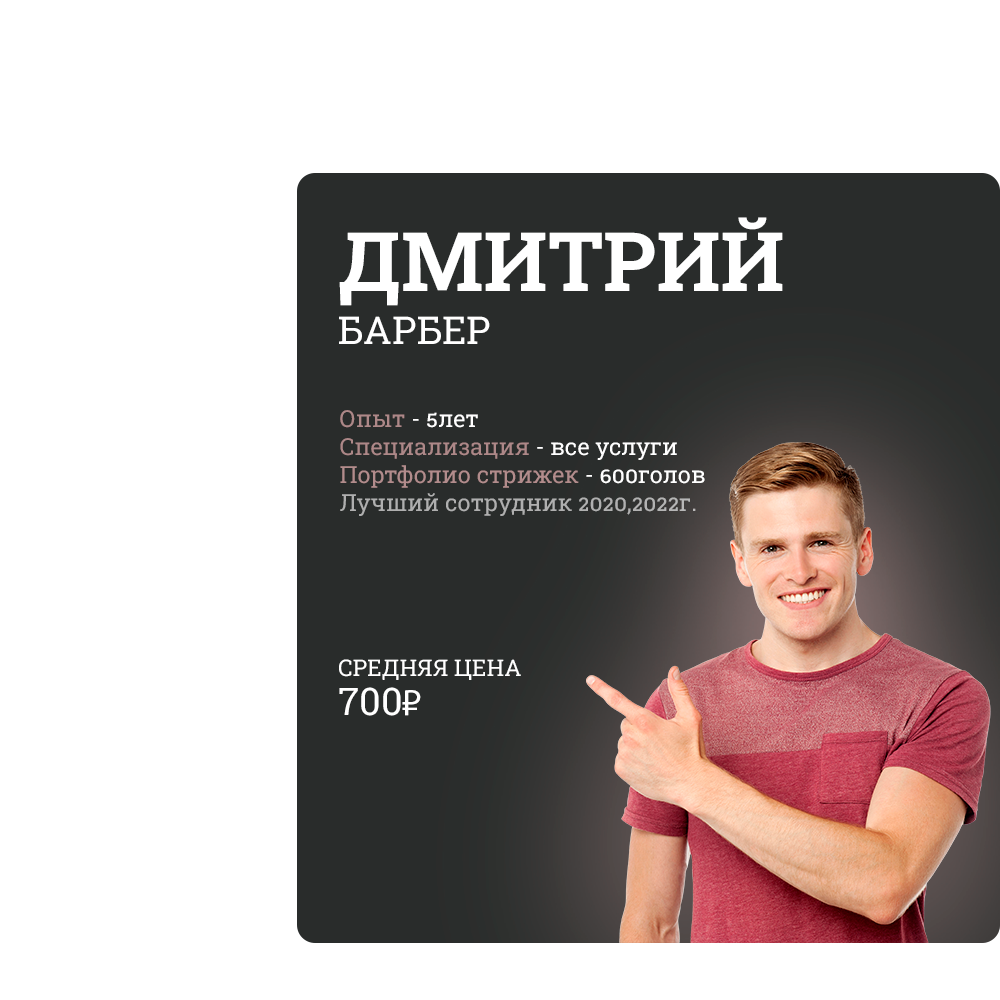 ДМИТРИЙ
БАРБЕР
Опыт - 5лет
Специализация - все услуги
Портфолио стрижек - 600голов
Лучший сотрудник 2020,2022г.
СРЕДНЯЯ ЦЕНА
700₽